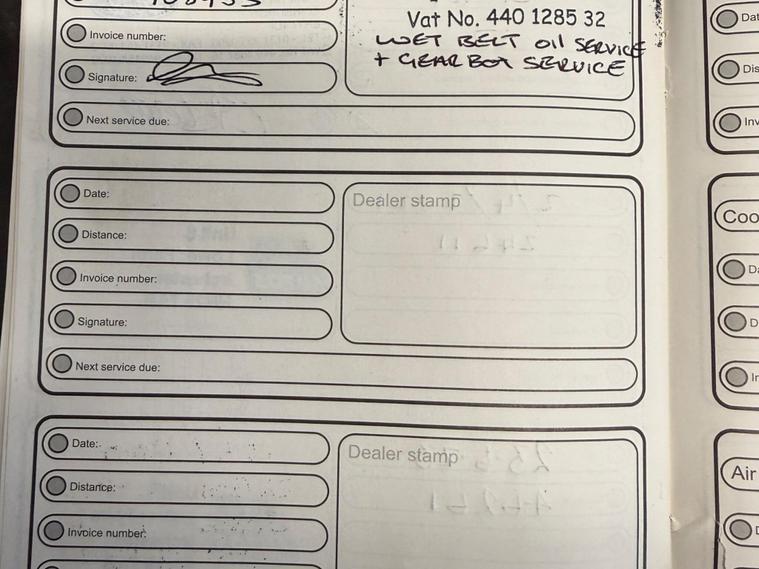 Vat No. 440 1285 32
Invoice number:
WET BELT OIL SERVICE
+ GEAR BOX SERVICE
Signature:
Next service due:
Date:
Dealer stamp
Distance:
Invoice number:
Signature:
Next service due:
Date:
Dealer stamp
Distance:
Invoice number:
Dat
Dis
Inv
Coo
Da
D
In
Air
D